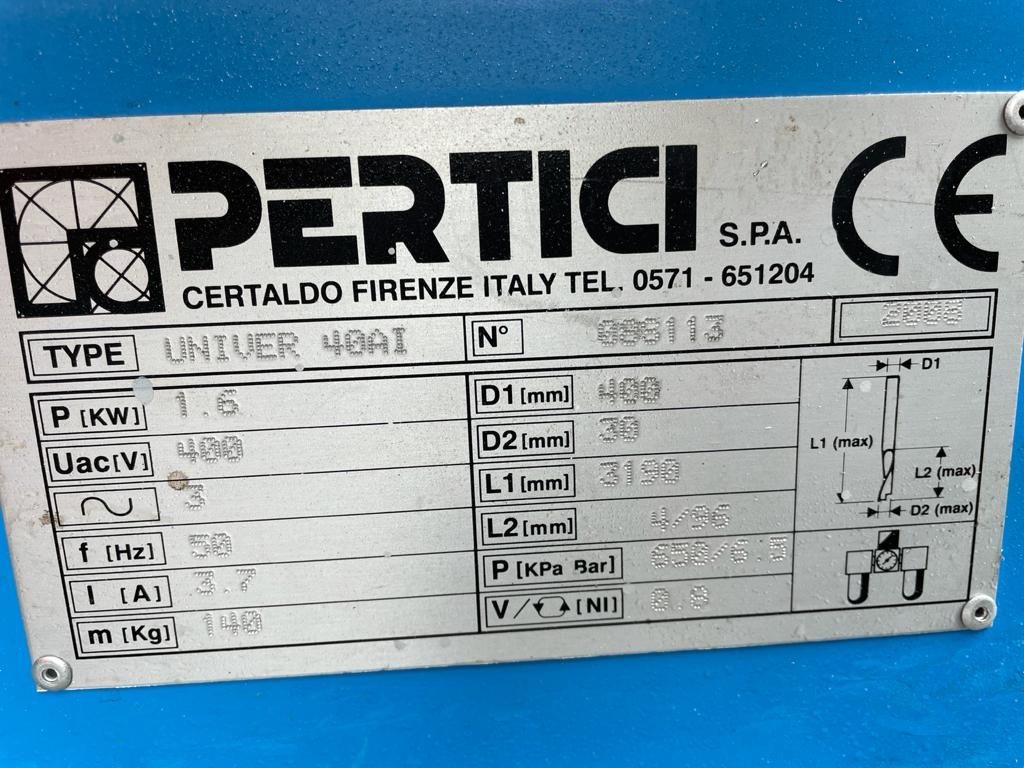 PERTICI S.P.A. CE
CERTALDO FIRENZE ITALY TEL. 0571 - 651204
TYPE UNIVER 40AI N° 008113 2008
P [KW] 1.6 D1 [mm] 400
Uac [V] 400 D2 [mm] 30
3 L1 [mm] 3190
f (Hz) 50 L2 [mm] 4/96
I [A] 3.7 P [KPa Bar] 650/6.5
m [Kg] 140 V/ [Nl] 0.8
D1
L1 (max)
L2 (max)
D2 (max)